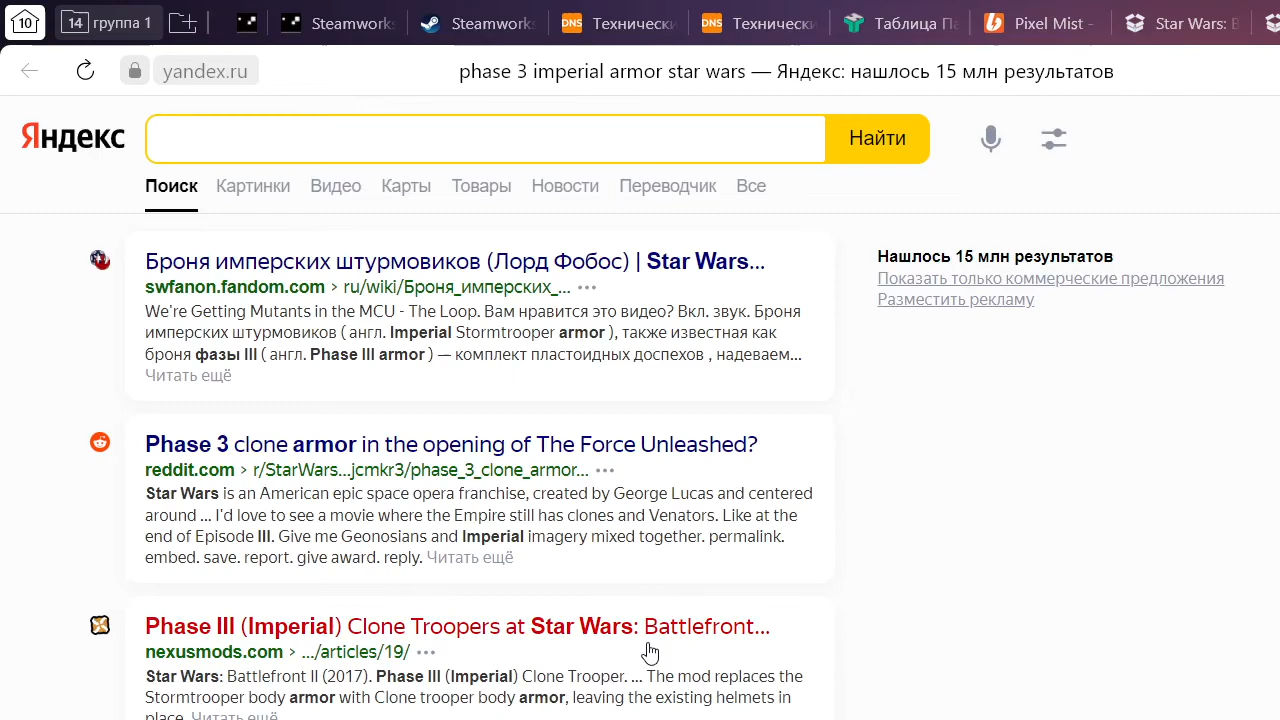 10
14 группа 1
Steamworks
Steamworks
Технически
Технически
Таблица Па
Pixel Mist -
Star Wars: B
DNS
DNS
yandex.ru
phase 3 imperial armor star wars — Яндекс: нашлось 15 млн результатов
Яндекс
Найти
Поиск Картинки Видео Карты Товары Новости Переводчик Все
Броня имперских штурмовиков (Лорд Фобос) | Star Wars...
swfanon.fandom.com › ru/wiki/Броня_имперских_...
We're Getting Mutants in the MCU - The Loop. Вам нравится это видео? Вкл. звук. Броня
имперских штурмовиков ( англ. Imperial Stormtrooper armor ), также известная как
броня фазы III ( англ. Phase III armor ) — комплект пластоидных доспехов , надеваем...
Читать ещё
Нашлось 15 млн результатов
Показать только коммерческие предложения
Разместить рекламу
Phase 3 clone armor in the opening of The Force Unleashed?
reddit.com › r/StarWars...jcmkr3/phase_3_clone_armor...
Star Wars is an American epic space opera franchise, created by George Lucas and centered
around ... I'd love to see a movie where the Empire still has clones and Venators. Like at the
end of Episode III. Give me Geonosians and Imperial imagery mixed together. permalink.
embed. save. report. give award. reply. Читать ещё
Phase III (Imperial) Clone Troopers at Star Wars: Battlefront...
nexusmods.com › .../articles/19/
Star Wars: Battlefront II (2017). Phase III (Imperial) Clone Trooper. ... The mod replaces the
Stormtrooper body armor with Clone trooper body armor, leaving the existing helmets in
place. Читать ещё